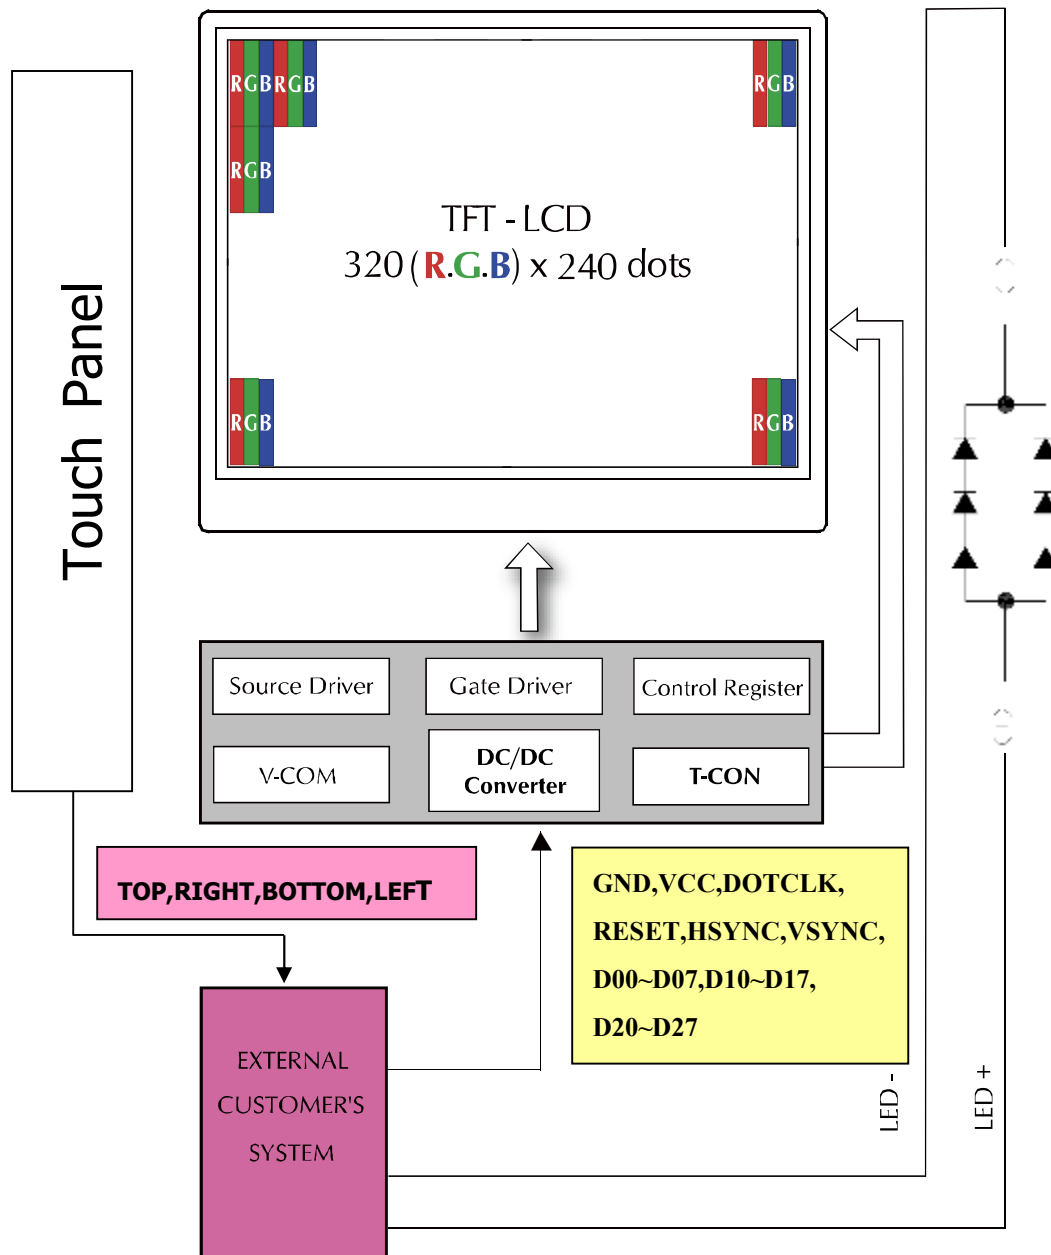 RGBRGB
RGB
RGB
TFT - LCD
320 (R.G.B) x 240 dots
RGB
RGB
Touch Panel
Source Driver
Gate Driver
Control Register
V-COM
DC/DC
Converter
T-CON
TOP,RIGHT,BOTTOM,LEFT
GND,VCC,DOTCLK,
RESET,HSYNC,VSYNC,
D00~D07,D10~D17,
D20~D27
EXTERNAL
CUSTOMER'S
SYSTEM
LED -
LED +